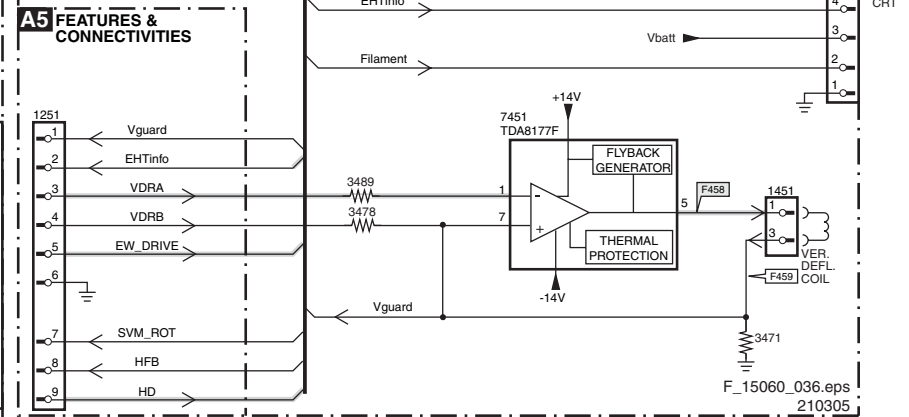 EHTinfo
4
CRT
A5 FEATURES &
CONNECTIVITIES
Vbatt
3
Filament
2
1
+14V
1251
7451
TDA8177F
1
Vguard
2
EHTinfo
FLYBACK
GENERATOR
3
VDRA
3489
1
-
F458
1451
4
VDRB
3478
7
+
5
1
5
EW_DRIVE
THERMAL
PROTECTION
3
VER.
DEFL.
COIL
F459
6
-14V
Vguard
7
SVM_ROT
3471
8
HFB
9
HD
F_15060_036.eps
210305